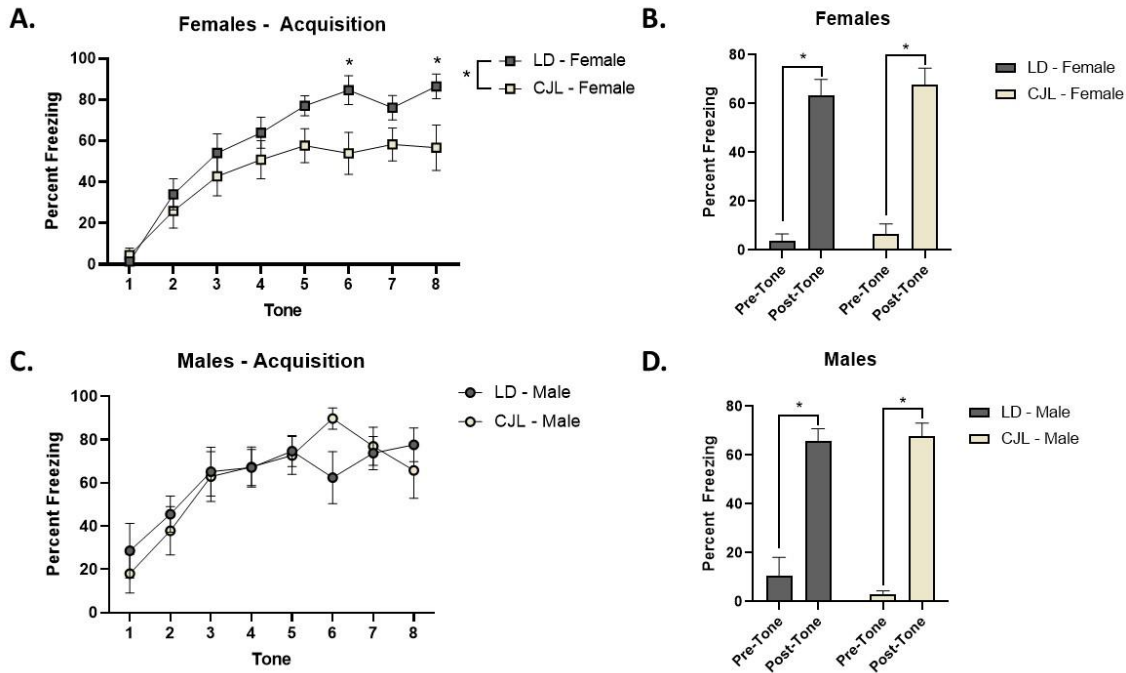 A.
Females - Acquisition
Percent Freezing
100
80
60
40
20
0
* *
1 2 3 4 5 6 7 8
Tone
* LD - Female
CJL - Female
B.
Females
Percent Freezing
80
60
40
20
0
* *
Pre-Tone Post-Tone Pre-Tone Post-Tone
LD - Female
CJL - Female
C.
Males - Acquisition
Percent Freezing
100
80
60
40
20
0
1 2 3 4 5 6 7 8
Tone
LD - Male
CJL - Male
D.
Males
Percent Freezing
80
60
40
20
0
* *
Pre-Tone Post-Tone Pre-Tone Post-Tone
LD - Male
CJL - Male